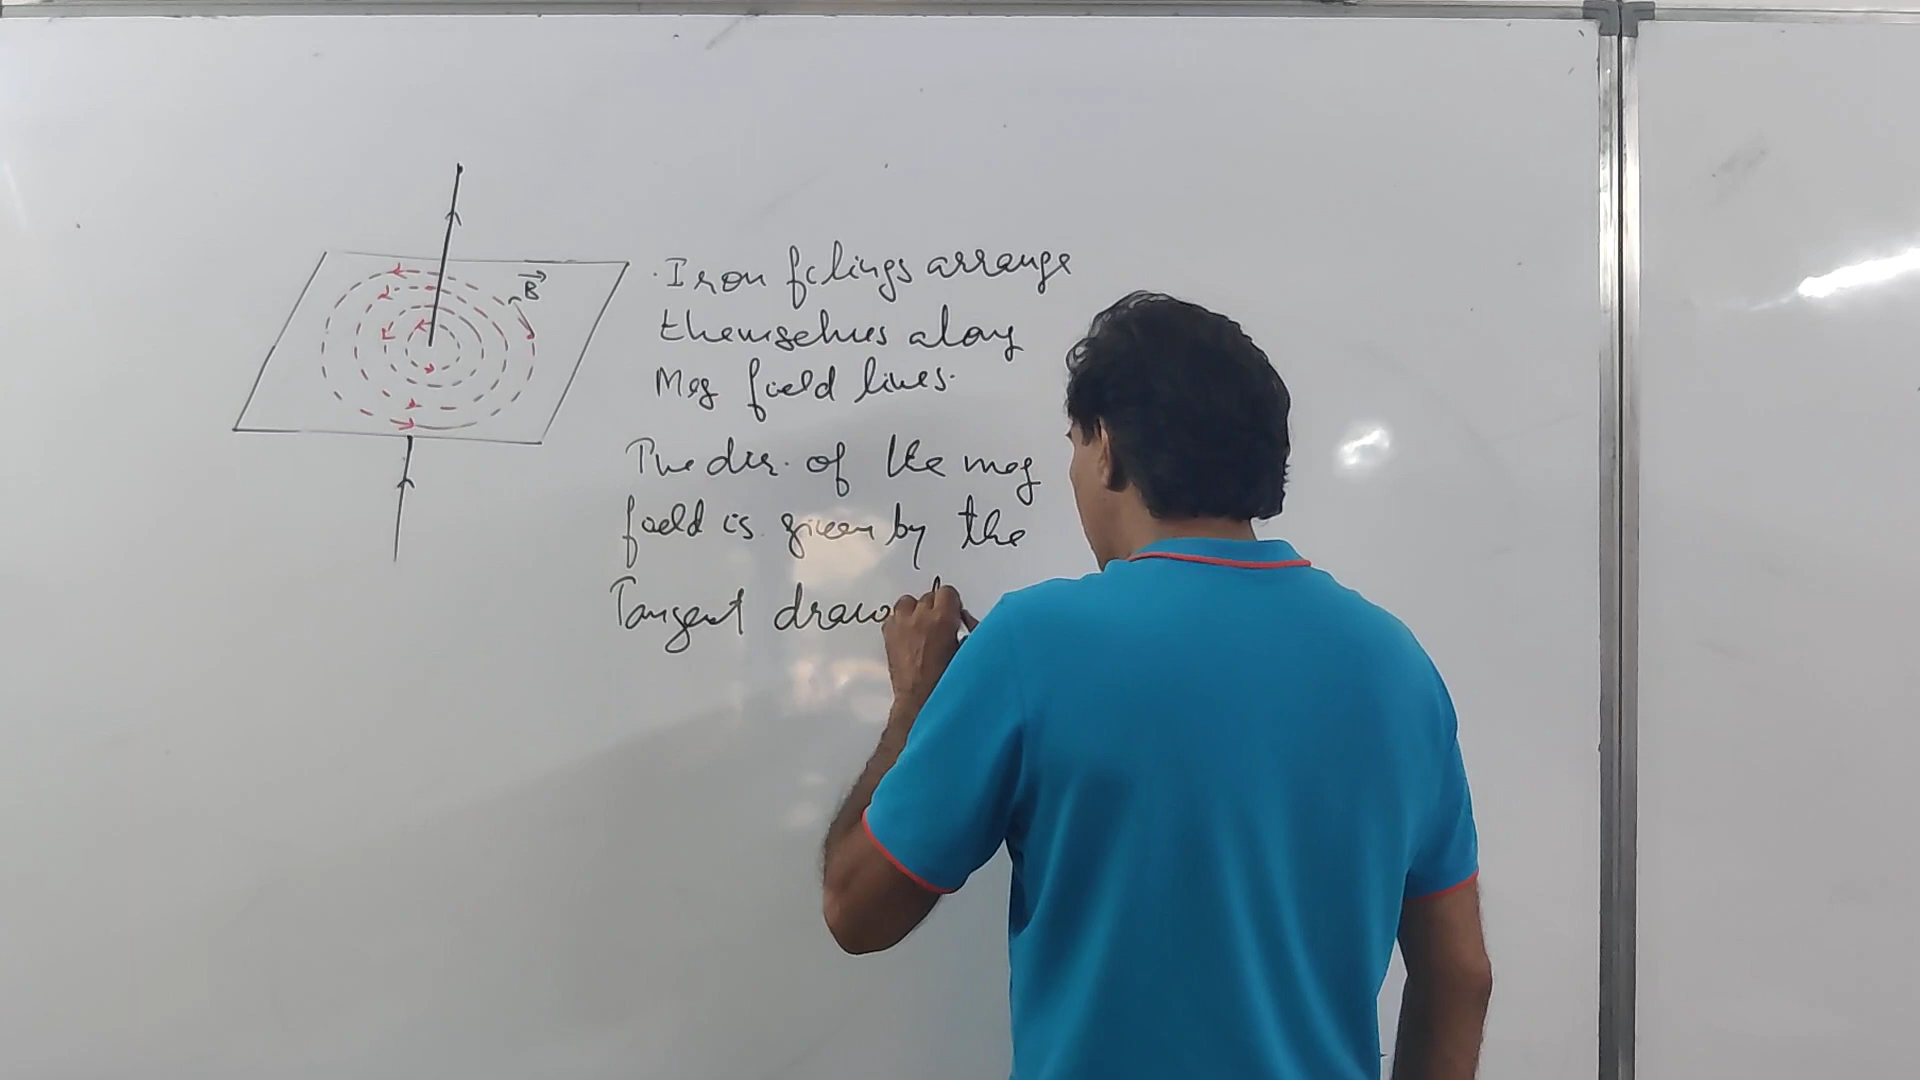 B
· Iron filings arrange
themselves along
Mag field lines.
The dir. of the mag
field is given by the
Tangent drawn